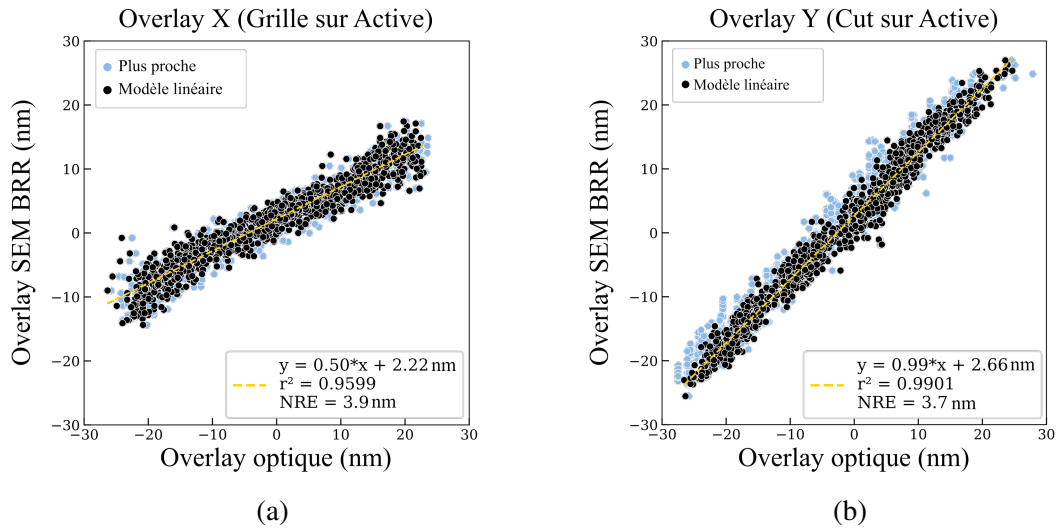 Overlay X (Grille sur Active)
30
20
10
0
−10
−20
−30
Overlay SEM BRR (nm)
Plus proche
Modèle linéaire
y = 0.50*x + 2.22 nm
r² = 0.9599
NRE = 3.9 nm
−30 −20 −10 0 10 20 30
Overlay optique (nm)
(a)
Overlay Y (Cut sur Active)
30
20
10
0
−10
−20
−30
Overlay SEM BRR (nm)
Plus proche
Modèle linéaire
y = 0.99*x + 2.66 nm
r² = 0.9901
NRE = 3.7 nm
−30 −20 −10 0 10 20 30
Overlay optique (nm)
(b)